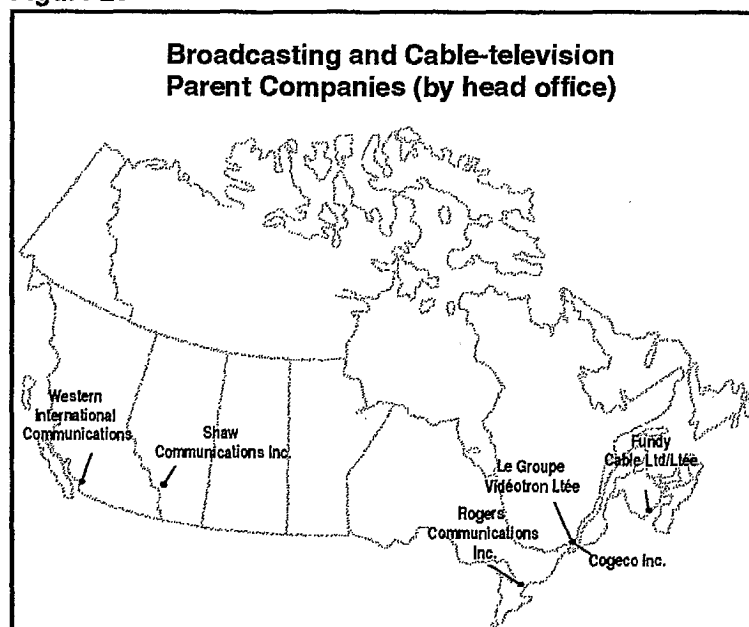 Broadcasting and Cable-television
Parent Companies (by head office)
Western
International
Communications
Shaw
Communications Inc.
Le Groupe
Vidéotron Ltée
Fundy
Cable Ltd/Ltée
Rogers
Communications
Inc.
Cogeco Inc.